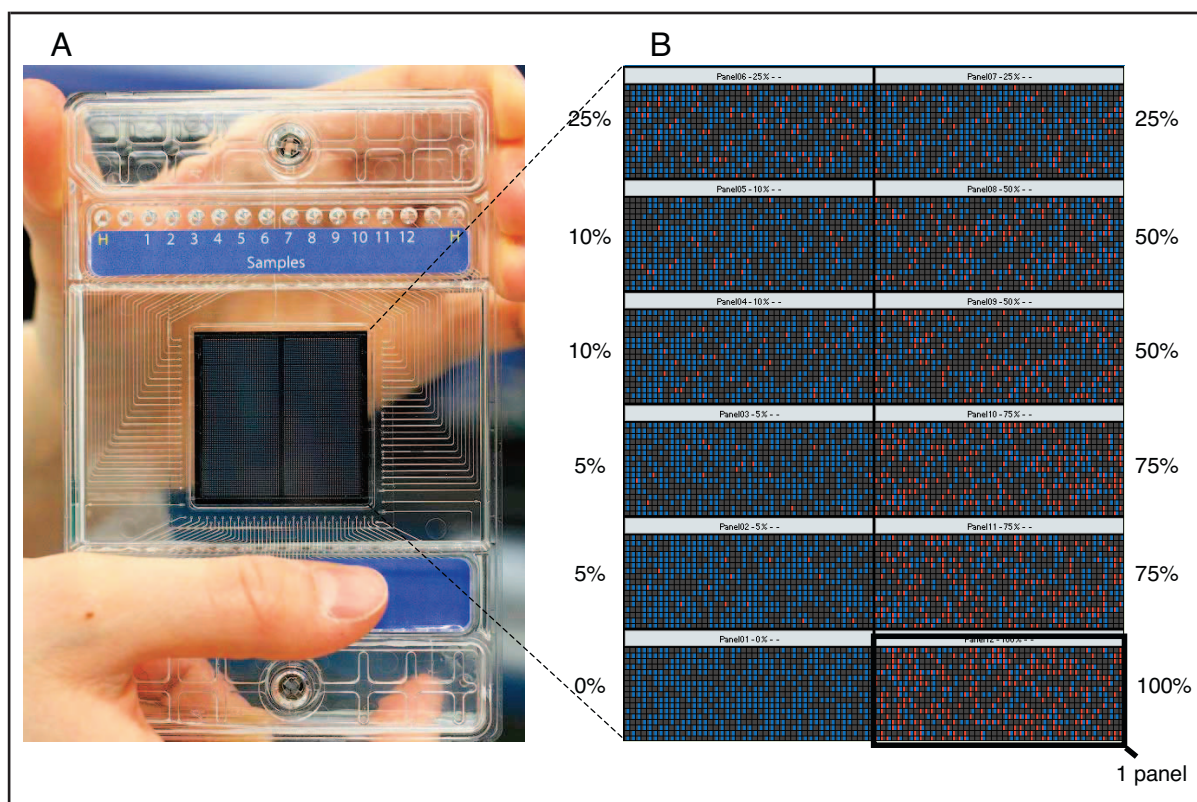 A
B
H 1 2 3 4 5 6 7 8 9 10 11 12 H
Samples
Panel06 - 25% - -
Panel07 - 25% - -
25%
25%
Panel05 - 10% - -
Panel08 - 50% - -
10%
50%
Panel04 - 10% - -
Panel09 - 50% - -
10%
50%
Panel03 - 5% - -
Panel10 - 75% - -
5%
75%
Panel02 - 5% - -
Panel11 - 75% - -
5%
75%
Panel01 - 0% - -
Panel12 - 100% - -
0%
100%
1 panel